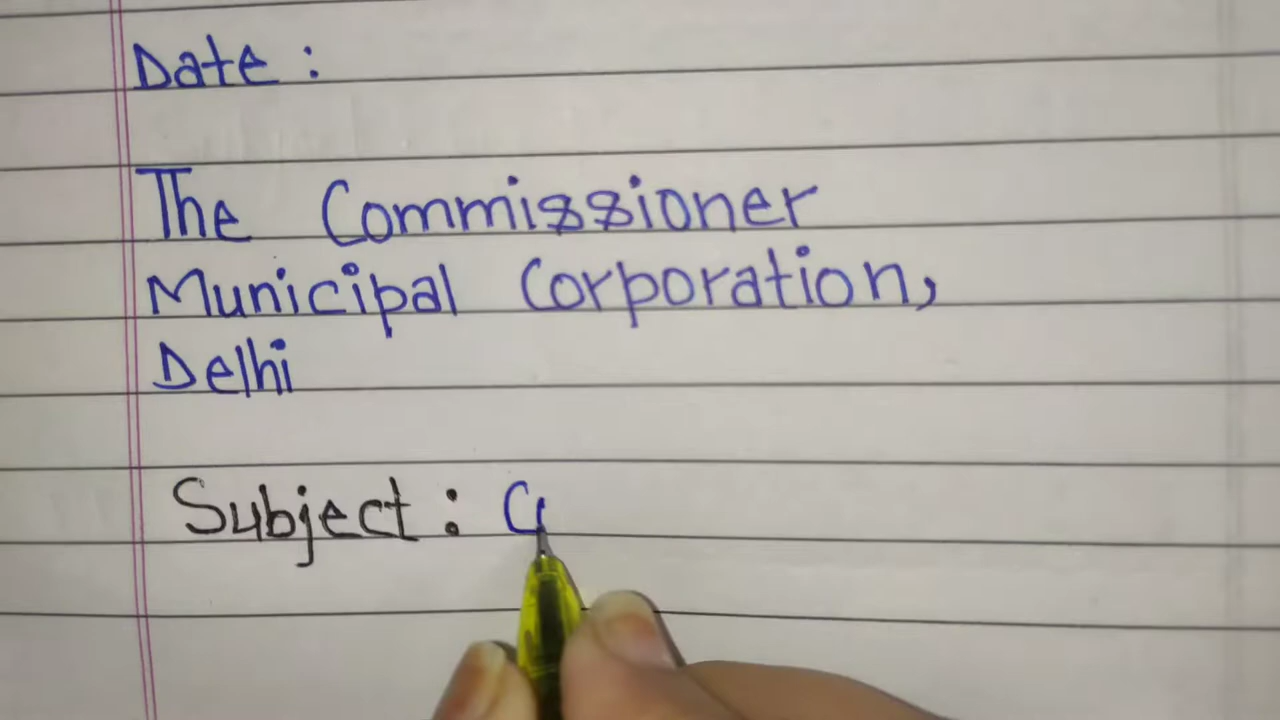 Date :
The Commissioner
Municipal Corporation,
Delhi
Subject : C